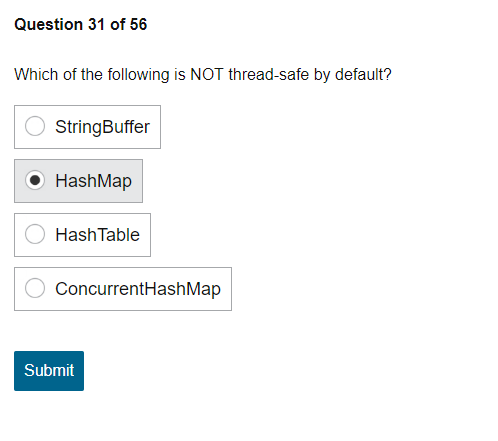 Question 31 of 56
Which of the following is NOT thread-safe by default?
StringBuffer
HashMap
HashTable
ConcurrentHashMap
Submit